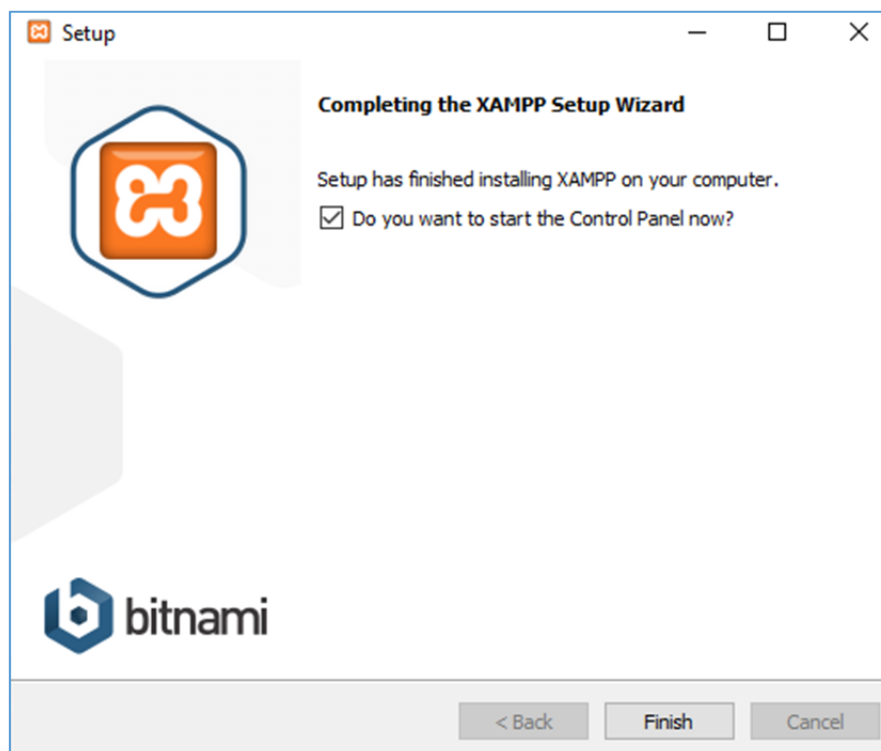 Setup
Completing the XAMPP Setup Wizard
Setup has finished installing XAMPP on your computer.
Do you want to start the Control Panel now?
bitnami
< Back
Finish
Cancel